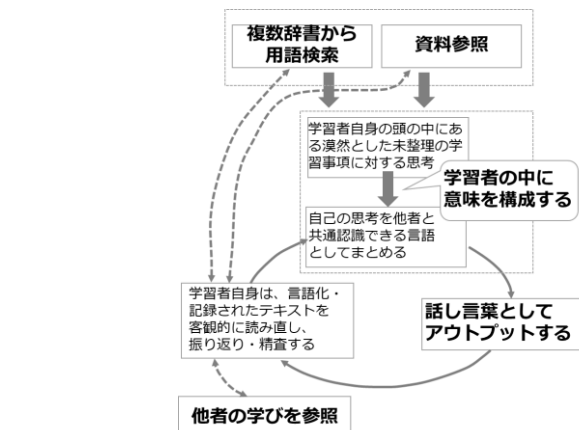 複数辞書から
用語検索
資料参照
学習者自身の頭の中にあ
る漠然とした未整理の学
習事項に対する思考
学習者の中に
意味を構成する
自己の思考を他者と
共通認識できる言語
としてまとめる
学習者自身は、言語化・
記録されたテキストを
客観的に読み直し、
振り返り・精査する
話し言葉として
アウトプットする
他者の学びを参照